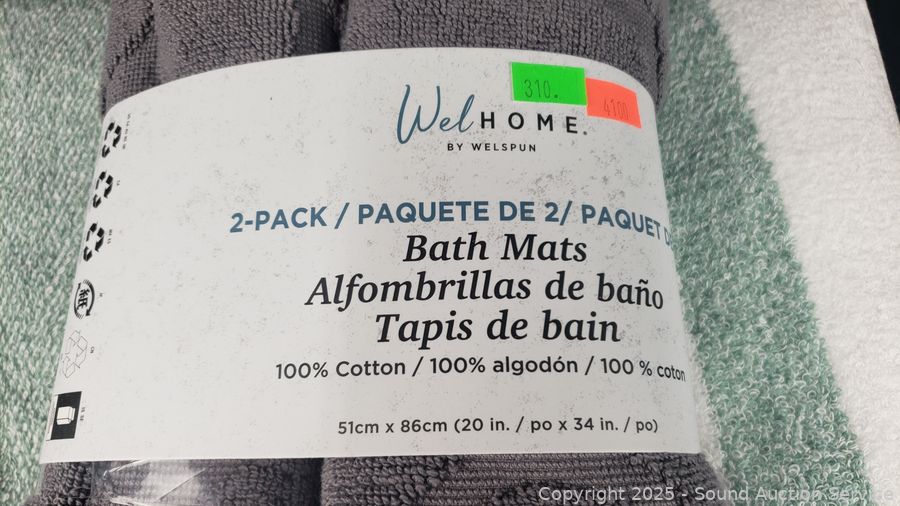 310.
4100
WelHOME.
BY WELSPUN
2-PACK / PAQUETE DE 2/ PAQUET
Bath Mats
Alfombrillas de baño
Tapis de bain
100% Cotton / 100% algodón / 100 % coton
51cm x 86cm (20 in. / po x 34 in. / po)
Copyright 2025 - Sound Auction Service